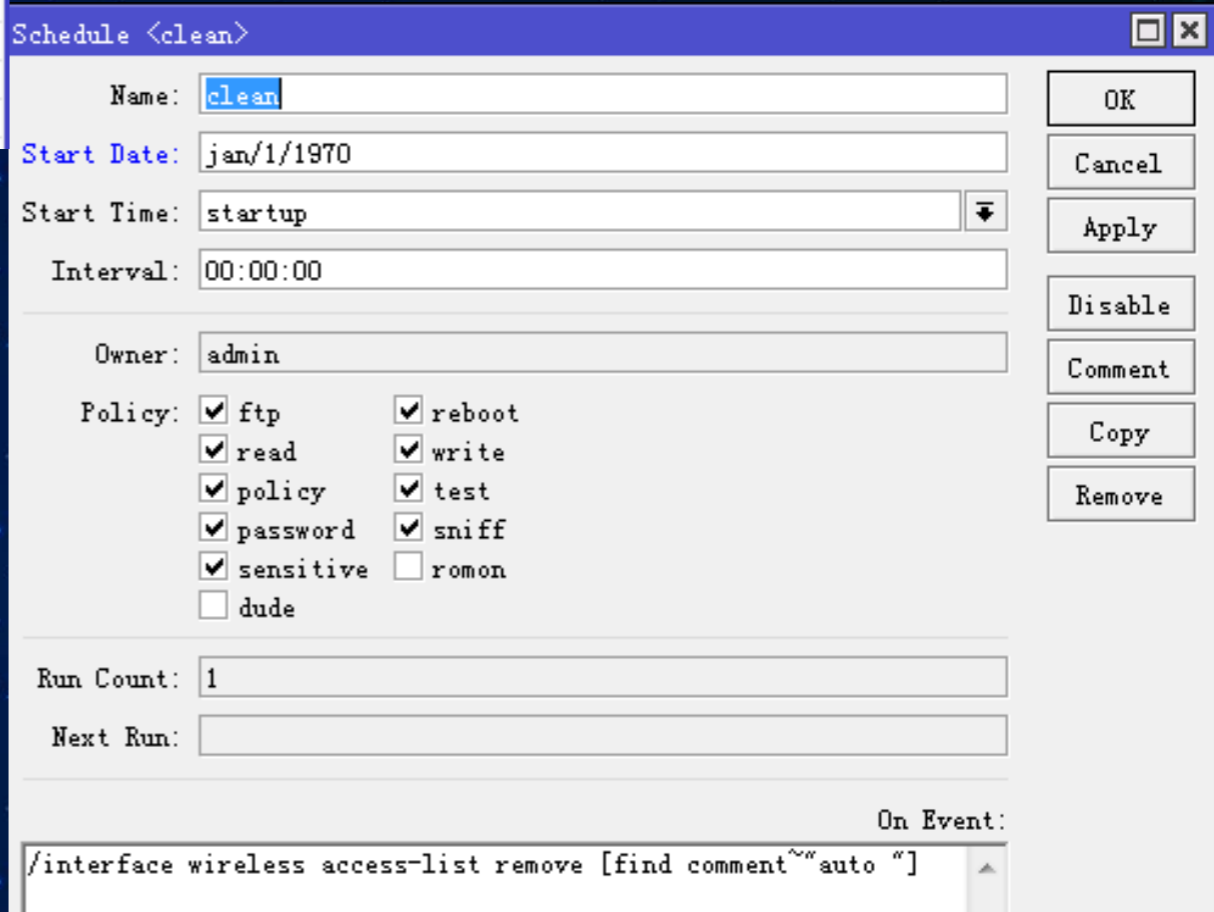 Schedule <clean>
Name: clean
OK
Start Date: jan/1/1970
Cancel
Start Time: startup
Apply
Interval: 00:00:00
Disable
Owner: admin
Comment
Policy: ftp reboot
Copy
read write
policy test
Remove
password sniff
sensitive romon
dude
Run Count: 1
Next Run:
On Event:
/interface wireless access-list remove [find comment~"auto "]